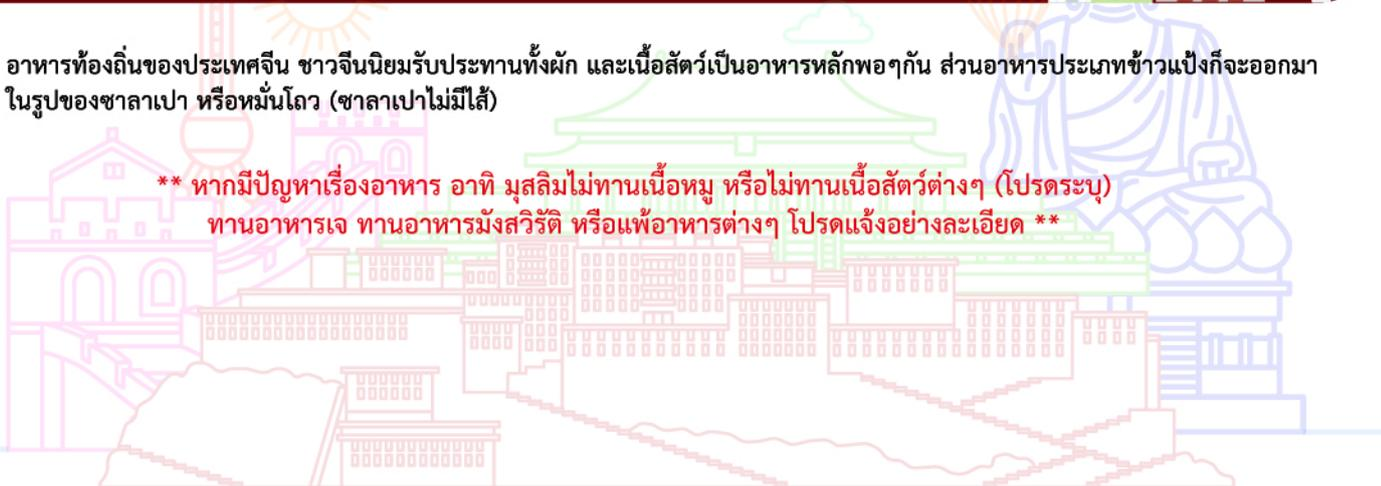 อาหารท้องถิ่นของประเทศจีน ชาวจีนนิยมรับประทานทั้งผัก และเนื้อสัตว์เป็นอาหารหลักพอๆกัน ส่วนอาหารประเภทข้าวแป้งก็จะออกมา
ในรูปของซาลาเปา หรือหมั่นโถว (ซาลาเปาไม่มีไส้)
** หากมีปัญหาเรื่องอาหาร อาทิ มุสลิมไม่ทานเนื้อหมู หรือไม่ทานเนื้อสัตว์ต่างๆ (โปรดระบุ)
ทานอาหารเจ ทานอาหารมังสวิรัติ หรือแพ้อาหารต่างๆ โปรดแจ้งอย่างละเอียด **